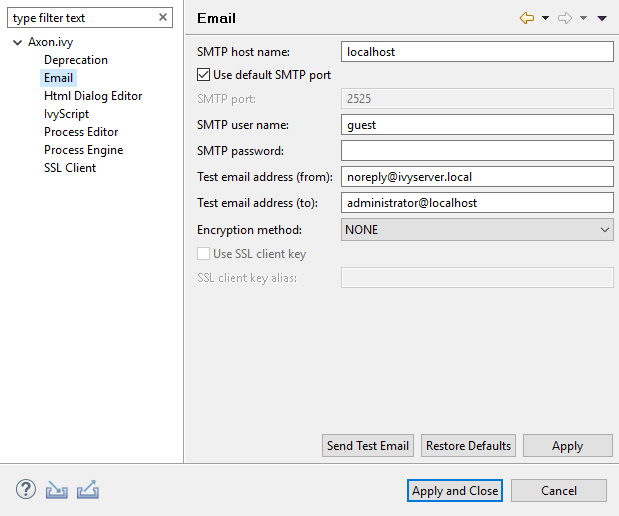 type filter text
Axon.ivy
Deprecation
Email
Html Dialog Editor
IvyScript
Process Editor
Process Engine
SSL Client
Email
SMTP host name: localhost
Use default SMTP port
SMTP port: 2525
SMTP user name: guest
SMTP password:
Test email address (from): noreply@ivyserver.local
Test email address (to): administrator@localhost
Encryption method: NONE
Use SSL client key
SSL client key alias:
Send Test Email Restore Defaults Apply
Apply and Close Cancel